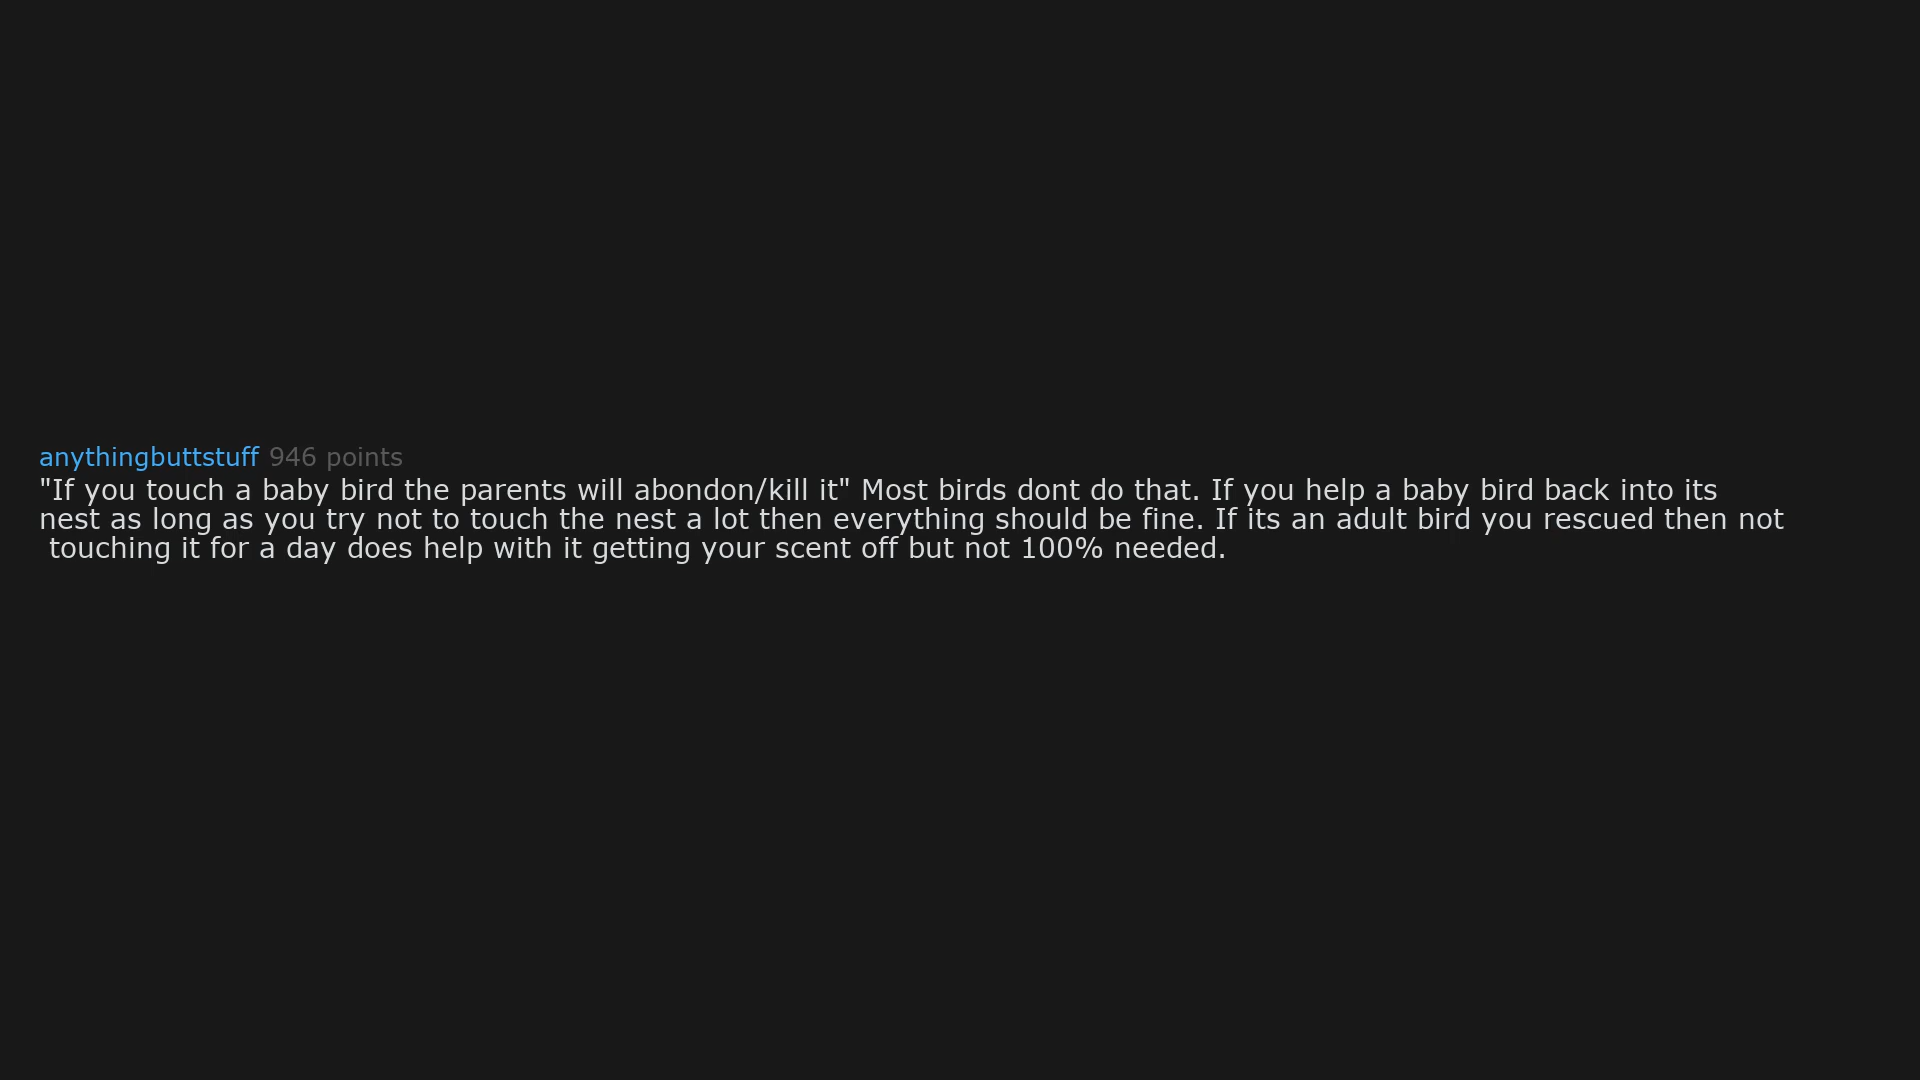 anythingbuttstuff 946 points
"If you touch a baby bird the parents will abondon/kill it" Most birds dont do that. If you help a baby bird back into its
nest as long as you try not to touch the nest a lot then everything should be fine. If its an adult bird you rescued then not
touching it for a day does help with it getting your scent off but not 100% needed.